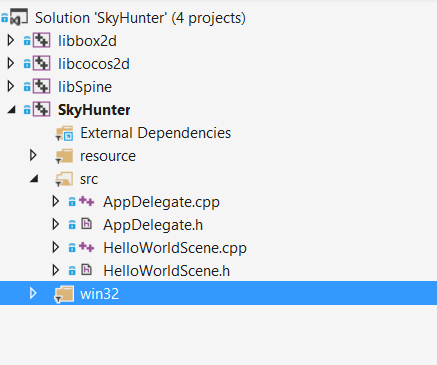 Solution 'SkyHunter' (4 projects)
libbox2d
libcocos2d
libSpine
SkyHunter
External Dependencies
resource
src
AppDelegate.cpp
AppDelegate.h
HelloWorldScene.cpp
HelloWorldScene.h
win32